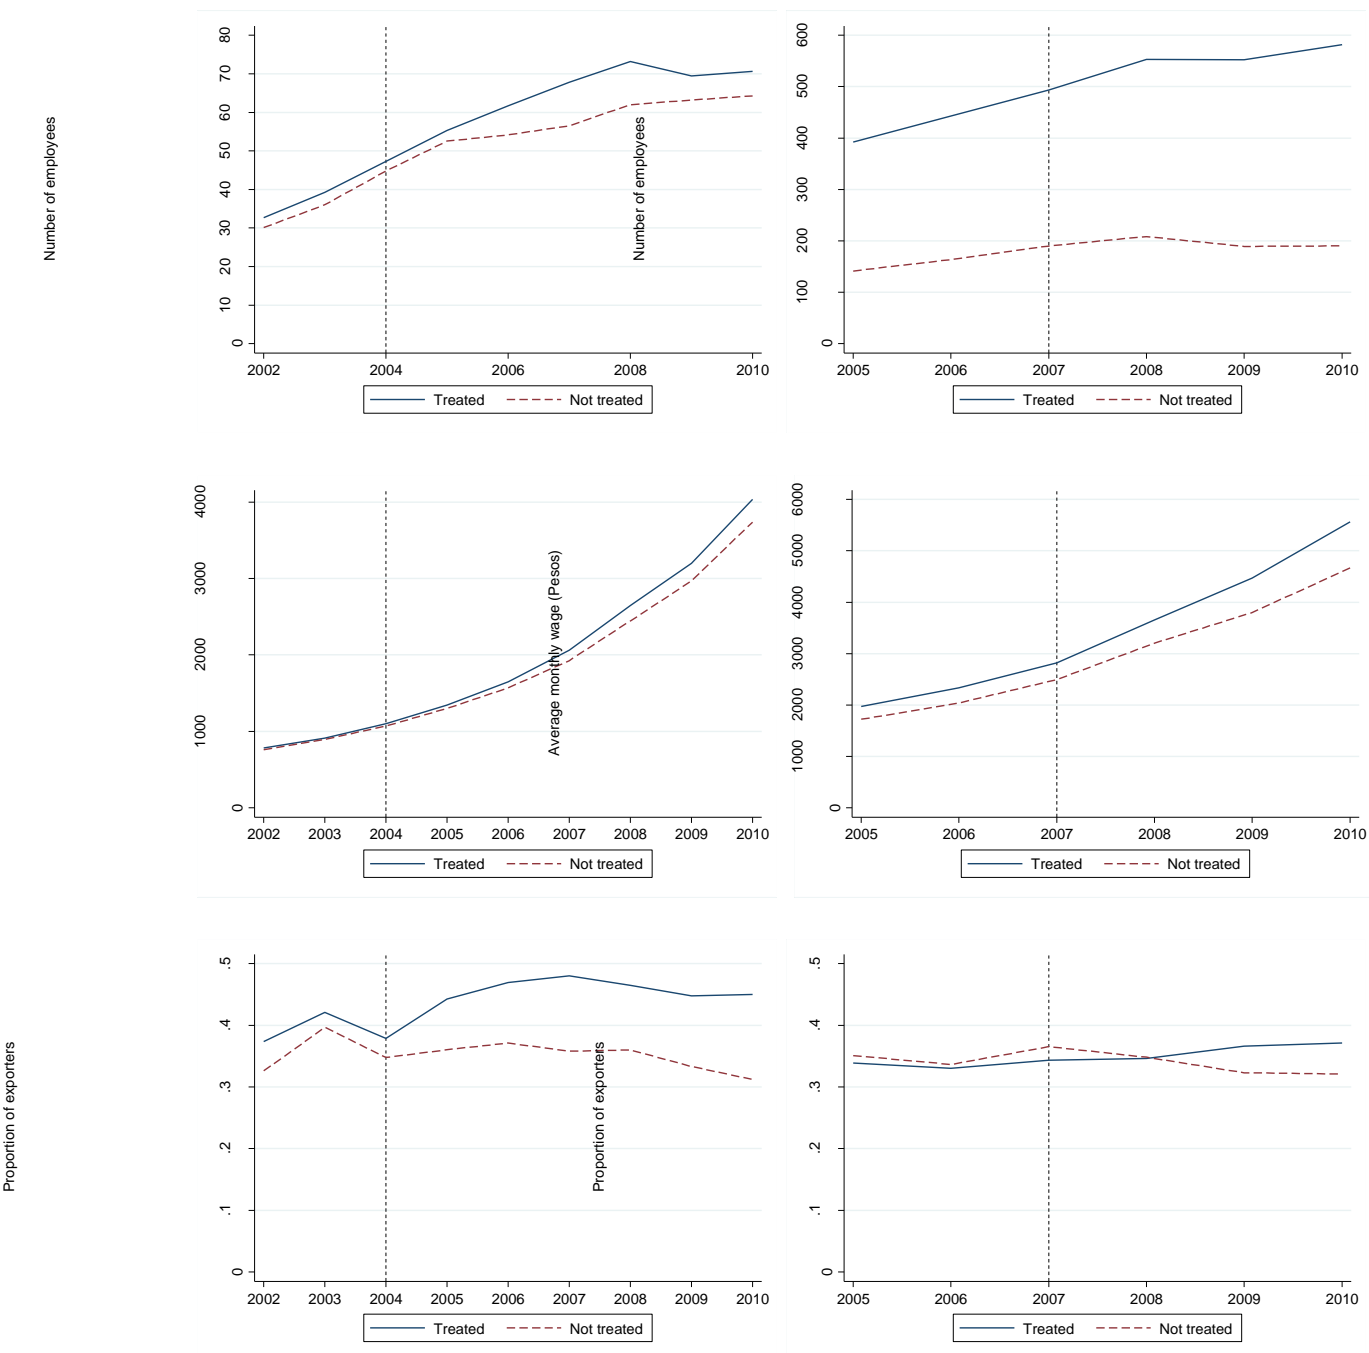 Number of employees
80
70
60
50
40
30
20
10
0
2002 2004 2006 2008 2010
Treated Not treated
Number of employees
600
500
400
300
200
100
0
2005 2006 2007 2008 2009 2010
Treated Not treated
4000
3000
2000
1000
0
2002 2003 2004 2005 2006 2007 2008 2009 2010
Treated Not treated
Average monthly wage (Pesos)
6000
5000
4000
3000
2000
1000
0
2005 2006 2007 2008 2009 2010
Treated Not treated
Proportion of exporters
.5
.4
.3
.2
.1
0
2002 2003 2004 2005 2006 2007 2008 2009 2010
Treated Not treated
Proportion of exporters
.5
.4
.3
.2
.1
0
2005 2006 2007 2008 2009 2010
Treated Not treated